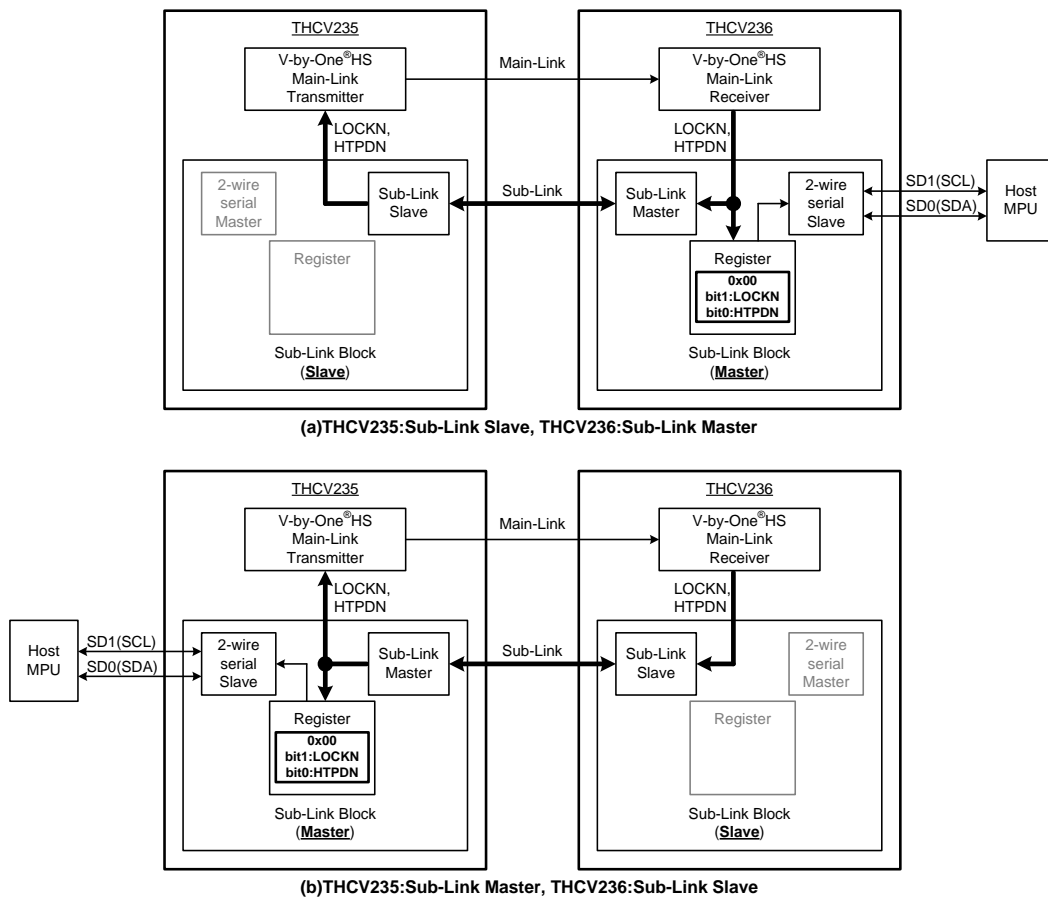 THCV235
V-by-One®HS
Main-Link
Transmitter
LOCKN,
HTPDN
2-wire
serial
Master
Sub-Link
Slave
Register
Sub-Link Block
(Slave)
Main-Link
Sub-Link
THCV236
V-by-One®HS
Main-Link
Receiver
LOCKN,
HTPDN
Sub-Link
Master
2-wire
serial
Slave
Register
0x00
bit1:LOCKN
bit0:HTPDN
Sub-Link Block
(Master)
SD1(SCL)
SD0(SDA)
Host
MPU
(a)THCV235:Sub-Link Slave, THCV236:Sub-Link Master
Host
MPU
SD1(SCL)
SD0(SDA)
THCV235
V-by-One®HS
Main-Link
Transmitter
LOCKN,
HTPDN
2-wire
serial
Slave
Sub-Link
Master
Register
0x00
bit1:LOCKN
bit0:HTPDN
Sub-Link Block
(Master)
Main-Link
Sub-Link
THCV236
V-by-One®HS
Main-Link
Receiver
LOCKN,
HTPDN
Sub-Link
Slave
2-wire
serial
Master
Register
Sub-Link Block
(Slave)
(b)THCV235:Sub-Link Master, THCV236:Sub-Link Slave